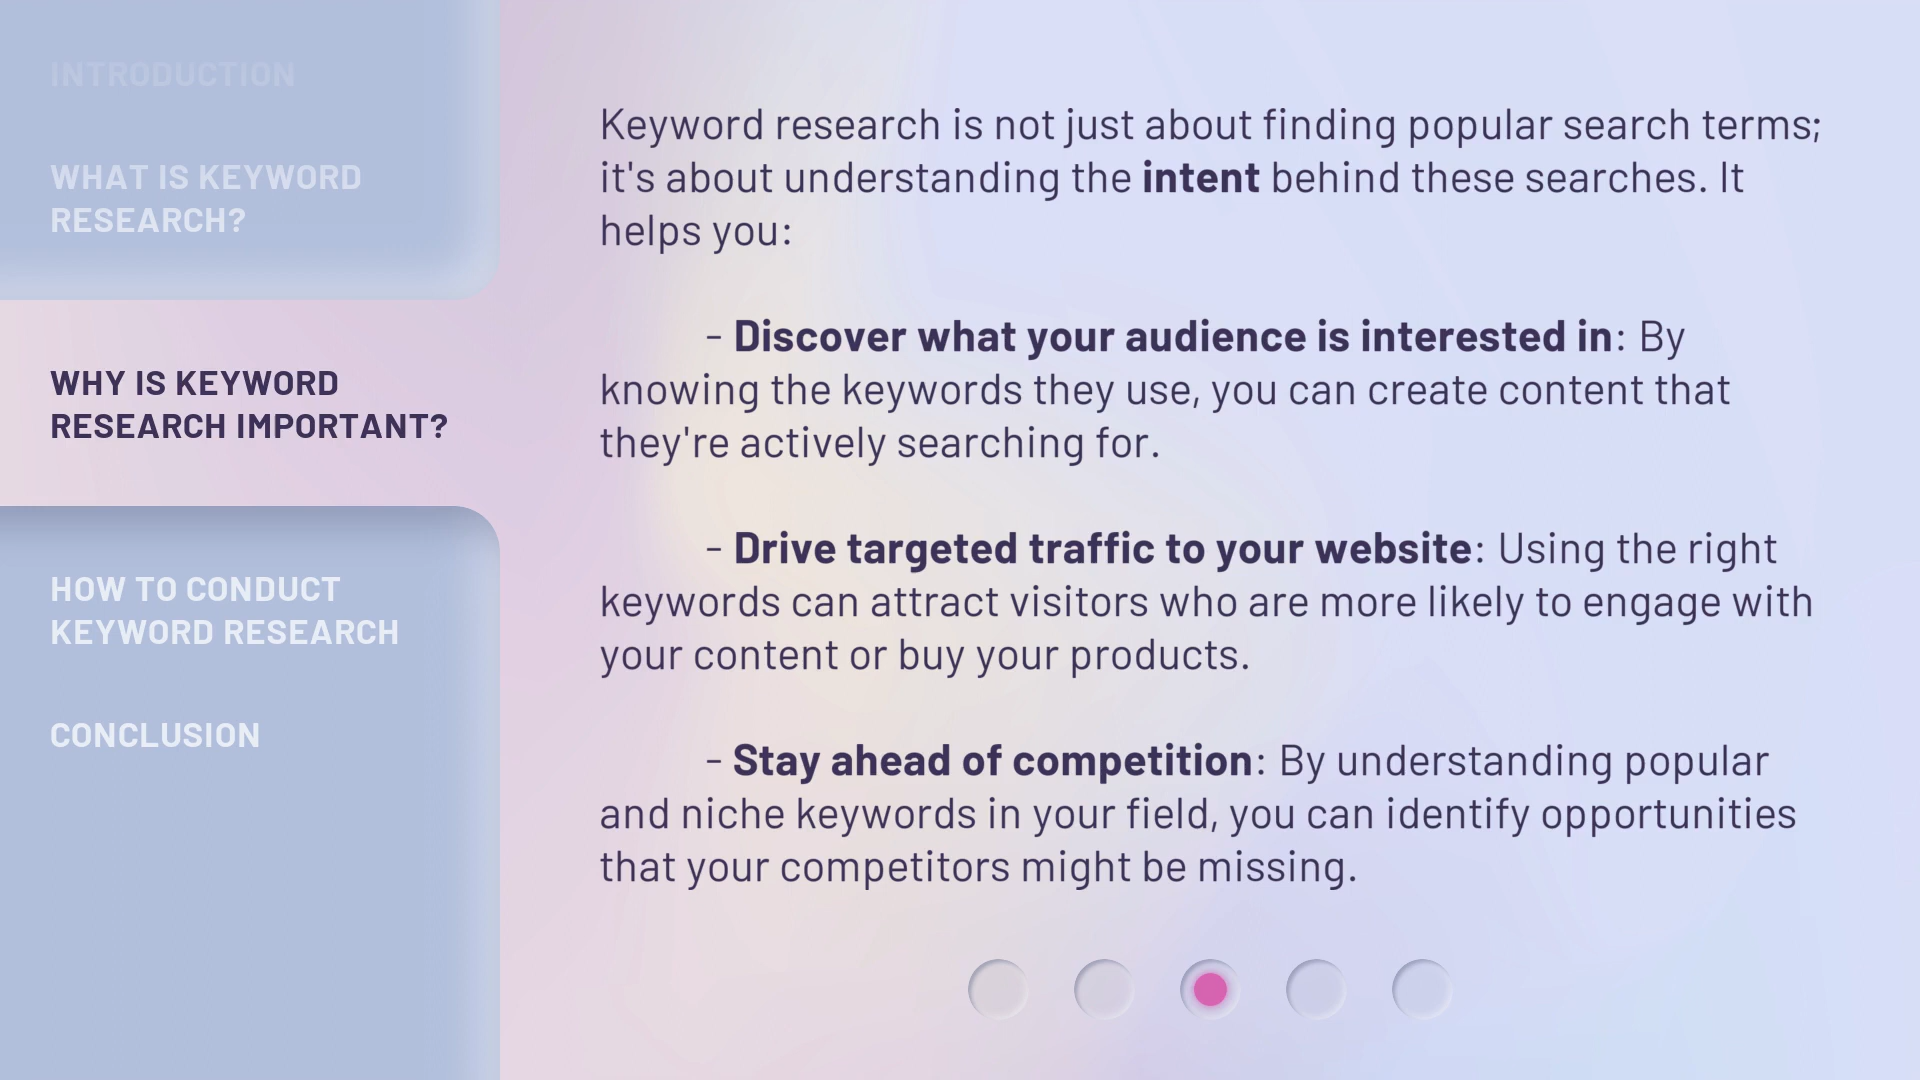 INTRODUCTION
WHAT IS KEYWORD
RESEARCH?
WHY IS KEYWORD
RESEARCH IMPORTANT?
HOW TO CONDUCT
KEYWORD RESEARCH
CONCLUSION
Keyword research is not just about finding popular search terms;
it's about understanding the intent behind these searches. It
helps you:
- Discover what your audience is interested in: By
knowing the keywords they use, you can create content that
they're actively searching for.
- Drive targeted traffic to your website: Using the right
keywords can attract visitors who are more likely to engage with
your content or buy your products.
- Stay ahead of competition: By understanding popular
and niche keywords in your field, you can identify opportunities
that your competitors might be missing.